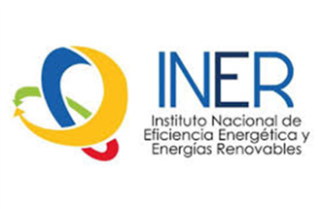 INER
Instituto Nacional de
Eficiencia Energética y
Energías Renovables